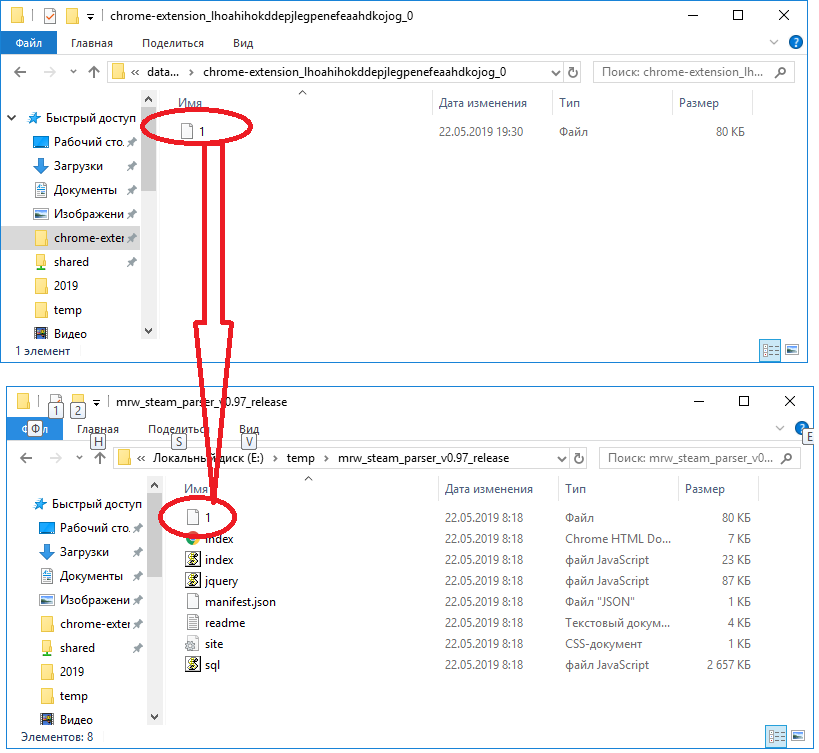 chrome-extension_lhoahihokddepjlegpenefeaahdkojog_0
Файл Главная Поделиться Вид
« data... › chrome-extension_lhoahihokddepjlegpenefeaahdkojog_0 Поиск: chrome-extension_lh...
Имя Дата изменения Тип Размер
Быстрый доступ
1 22.05.2019 19:30 Файл 80 КБ
Рабочий сто.
Загрузки
Документы
Изображени
chrome-exter
shared
2019
temp
Видео
1 элемент
mrw_steam_parser_v0.97_release
1 2
Ф Главная Поделиться Вид
H S V E
« Локальный диск (E:) › temp › mrw_steam_parser_v0.97_release Поиск: mrw_steam_parser_v0...
Имя Дата изменения Тип Размер
Быстрый доступ
Рабочий сто.
Загрузки
Документы
Изображени
chrome-exter
shared
2019
temp
Видео
1 22.05.2019 8:18 Файл 80 КБ
index 22.05.2019 8:18 Chrome HTML Do... 7 КБ
index 22.05.2019 8:18 файл JavaScript 23 КБ
jquery 22.05.2019 8:18 файл JavaScript 87 КБ
manifest.json 22.05.2019 8:18 Файл "JSON" 1 КБ
readme 22.05.2019 8:18 Текстовый докум... 4 КБ
site 22.05.2019 8:18 CSS-документ 1 КБ
sql 22.05.2019 8:18 файл JavaScript 2 657 КБ
Элементов: 8